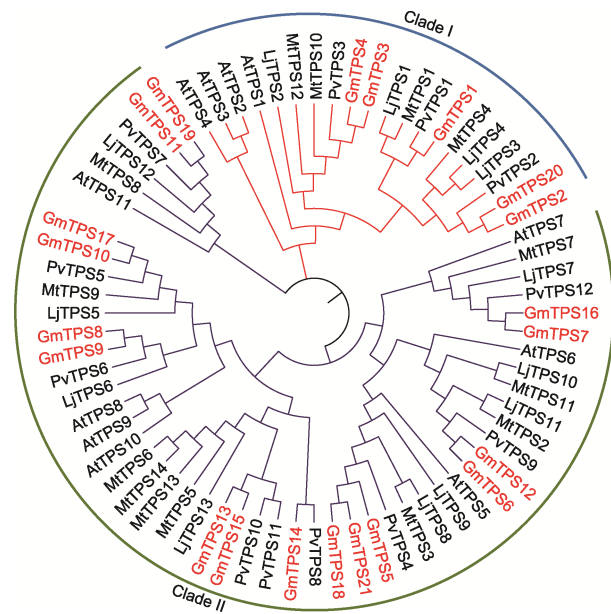 Clade I
AtTPS4
AtTPS3
AtTPS2
AtTPS1
LjTPS2
MtTPS12
MtTPS10
PvTPS3
GmTPS4
GmTPS3
LjTPS1
MtTPS1
PvTPS1
GmTPS1
MtTPS4
LjTPS4
LjTPS3
PvTPS2
GmTPS20
GmTPS2
AtTPS7
MtTPS7
LjTPS7
PvTPS12
GmTPS16
GmTPS7
AtTPS6
LjTPS10
MtTPS11
LjTPS11
MtTPS2
PvTPS9
GmTPS12
GmTPS6
AtTPS5
LjTPS9
LjTPS8
MtTPS3
PvTPS4
GmTPS5
GmTPS21
GmTPS18
PvTPS8
GmTPS14
PvTPS11
PvTPS10
GmTPS15
GmTPS13
LjTPS13
MtTPS5
MtTPS13
MtTPS14
MtTPS6
AtTPS10
AtTPS9
AtTPS8
LjTPS6
PvTPS6
GmTPS9
GmTPS8
LjTPS5
MtTPS9
PvTPS5
GmTPS10
GmTPS17
AtTPS11
MtTPS8
LjTPS12
PvTPS7
GmTPS11
GmTPS19
Clade II